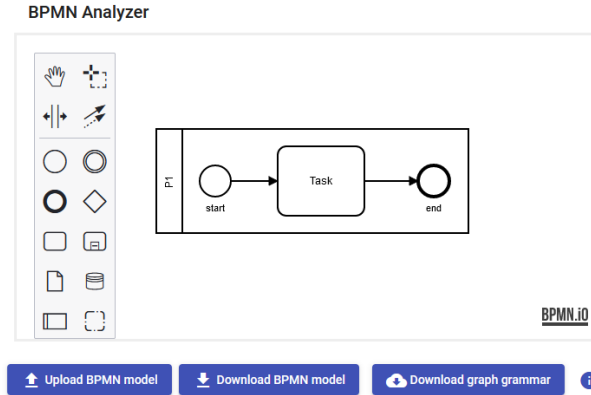 BPMN Analyzer
P1
Task
start
end
BPMN.iO
Upload BPMN model
Download BPMN model
Download graph grammar
i